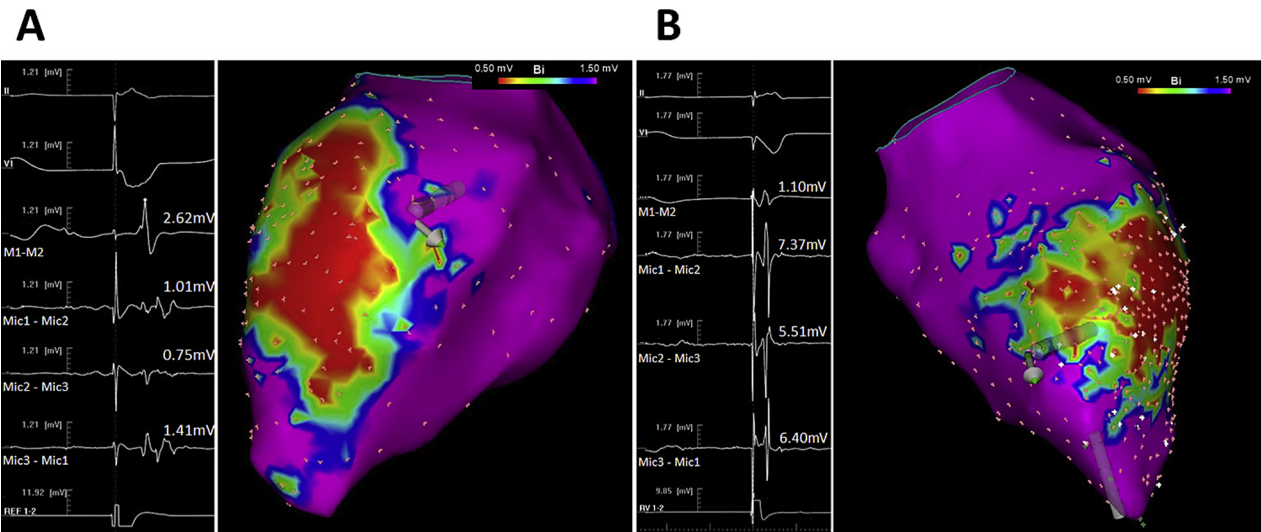 A
B
1.21 [mV]
II
1.21 [mV]
V1
1.21 [mV]
2.62mV
M1-M2
1.21 [mV]
1.01mV
Mic1 - Mic2
1.21 [mV]
0.75mV
Mic2 - Mic3
1.21 [mV]
1.41mV
Mic3 - Mic1
11.92 [mV]
REF 1-2
0.50 mV Bi 1.50 mV
1.77 [mV]
II
1.77 [mV]
V1
1.77 [mV]
1.10mV
M1-M2
1.77 [mV]
7.37mV
Mic1 - Mic2
1.77 [mV]
5.51mV
Mic2 - Mic3
1.77 [mV]
6.40mV
Mic3 - Mic1
9.85 [mV]
RV 1-2
0.50 mV Bi 1.50 mV